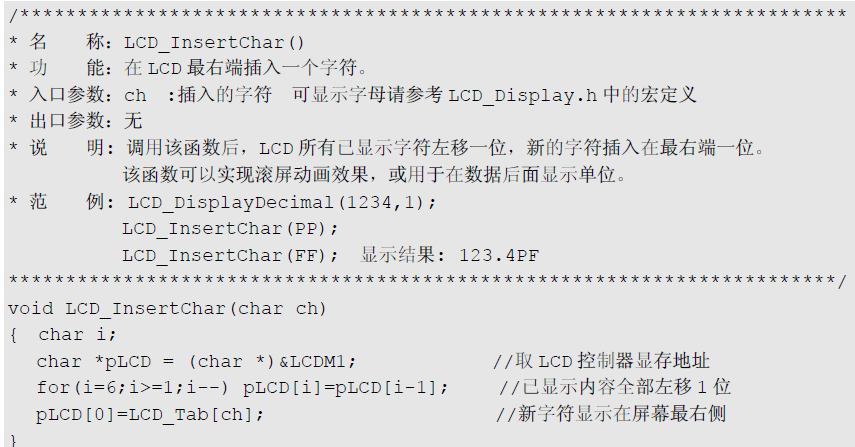 /************************************************************************
* 名    称：LCD_InsertChar()
* 功    能：在 LCD 最右端插入一个字符。
* 入口参数：ch  :插入的字符  可显示字母请参考 LCD_Display.h 中的宏定义
* 出口参数：无
* 说    明：调用该函数后，LCD 所有已显示字符左移一位，新的字符插入在最右端一位。
该函数可以实现滚屏动画效果，或用于在数据后面显示单位。
* 范    例：LCD_DisplayDecimal(1234,1);
LCD_InsertChar(PP);
LCD_InsertChar(FF);  显示结果：123.4PF
************************************************************************/
void LCD_InsertChar(char ch)
{  char i;
char *pLCD = (char *)&LCDM1;            //取 LCD 控制器显存地址
for(i=6;i>=1;i--) pLCD[i]=pLCD[i-1];    //已显示内容全部左移 1 位
pLCD[0]=LCD_Tab[ch];                    //新字符显示在屏幕最右侧
}